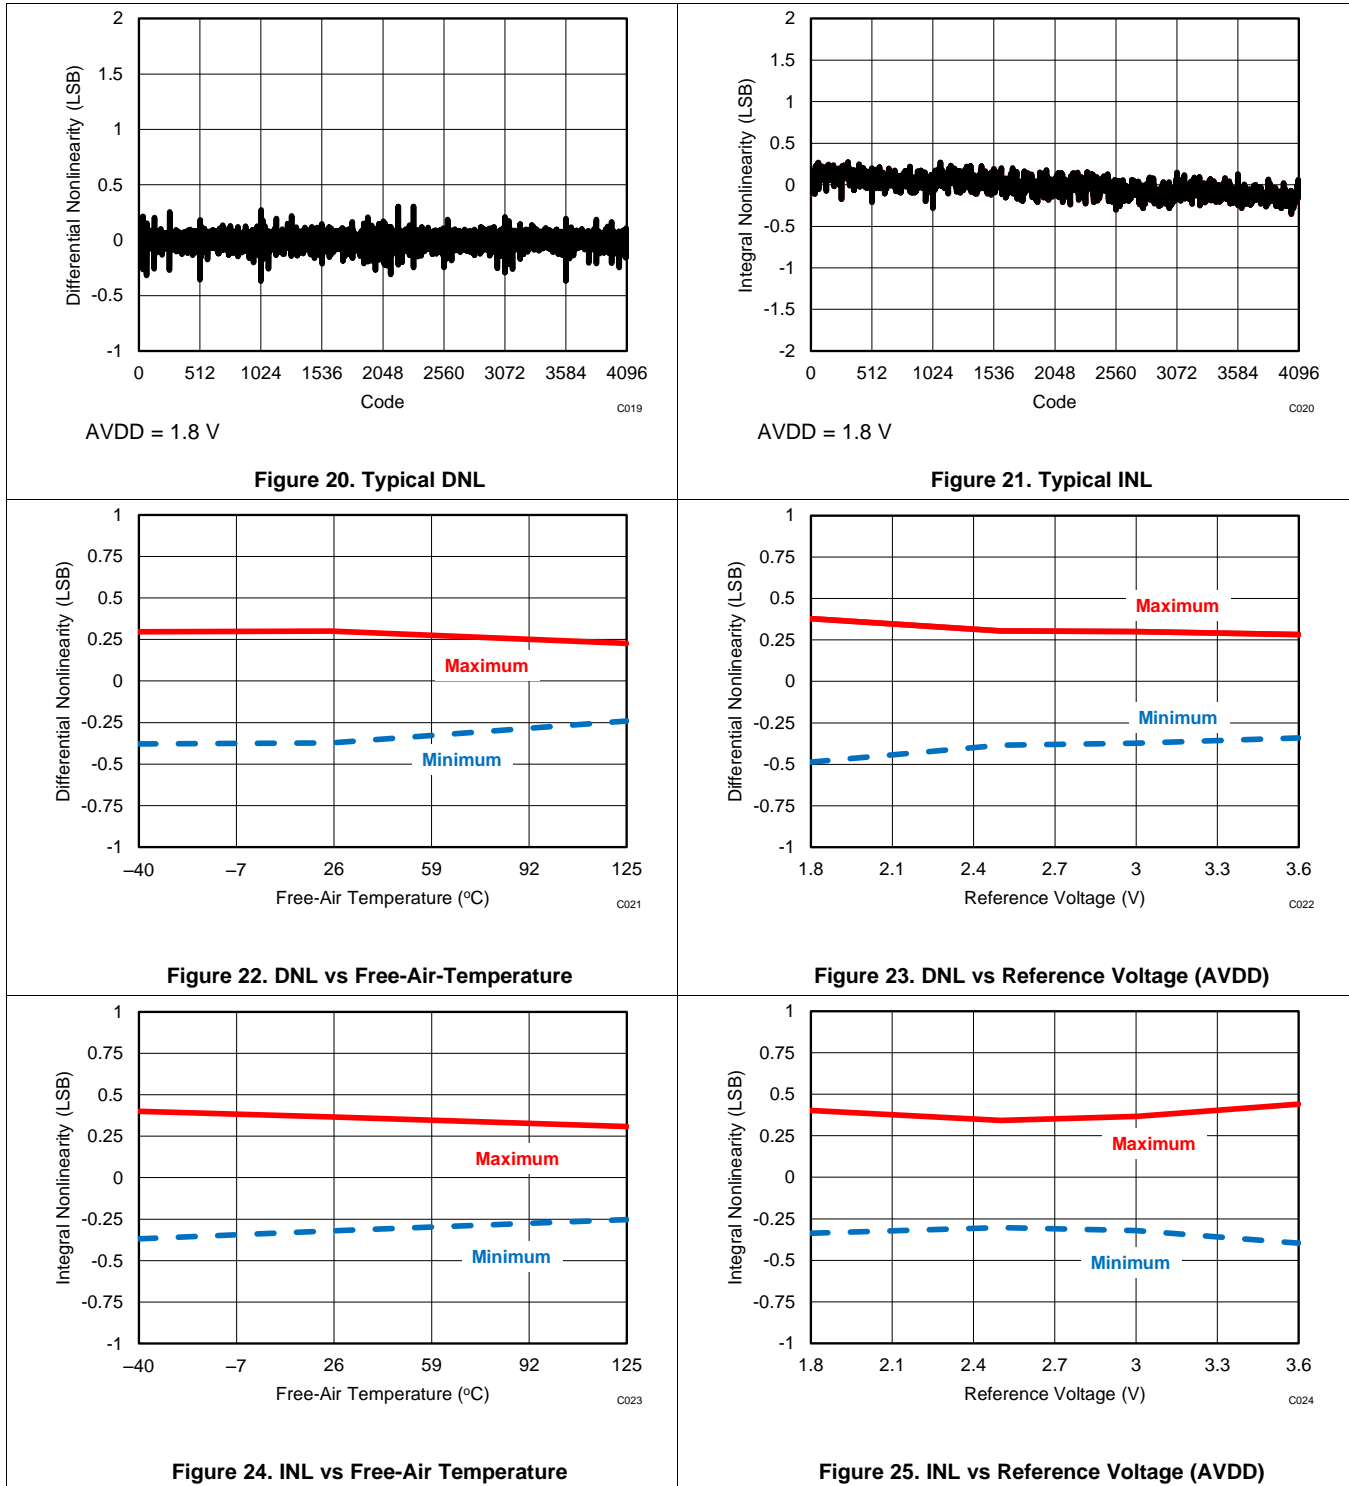 Differential Nonlinearity (LSB)
2
1.5
1
0.5
0
-0.5
-1
0 512 1024 1536 2048 2560 3072 3584 4096
Code
C019
AVDD = 1.8 V
Figure 20. Typical DNL
Integral Nonlinearity (LSB)
2
1.5
1
0.5
0
-0.5
-1
-1.5
-2
0 512 1024 1536 2048 2560 3072 3584 4096
Code
C020
AVDD = 1.8 V
Figure 21. Typical INL
Differential Nonlinearity (LSB)
1
0.75
0.5
0.25
0
-0.25
-0.5
-0.75
-1
Maximum
Minimum
–40 –7 26 59 92 125
Free-Air Temperature (ºC)
C021
Figure 22. DNL vs Free-Air-Temperature
Differential Nonlinearity (LSB)
1
0.75
0.5
0.25
0
-0.25
-0.5
-0.75
-1
Maximum
Minimum
1.8 2.1 2.4 2.7 3 3.3 3.6
Reference Voltage (V)
C022
Figure 23. DNL vs Reference Voltage (AVDD)
Integral Nonlinearity (LSB)
1
0.75
0.5
0.25
0
-0.25
-0.5
-0.75
-1
Maximum
Minimum
–40 –7 26 59 92 125
Free-Air Temperature (ºC)
C023
Figure 24. INL vs Free-Air Temperature
Integral Nonlinearity (LSB)
1
0.75
0.5
0.25
0
-0.25
-0.5
-0.75
-1
Maximum
Minimum
1.8 2.1 2.4 2.7 3 3.3 3.6
Reference Voltage (V)
C024
Figure 25. INL vs Reference Voltage (AVDD)